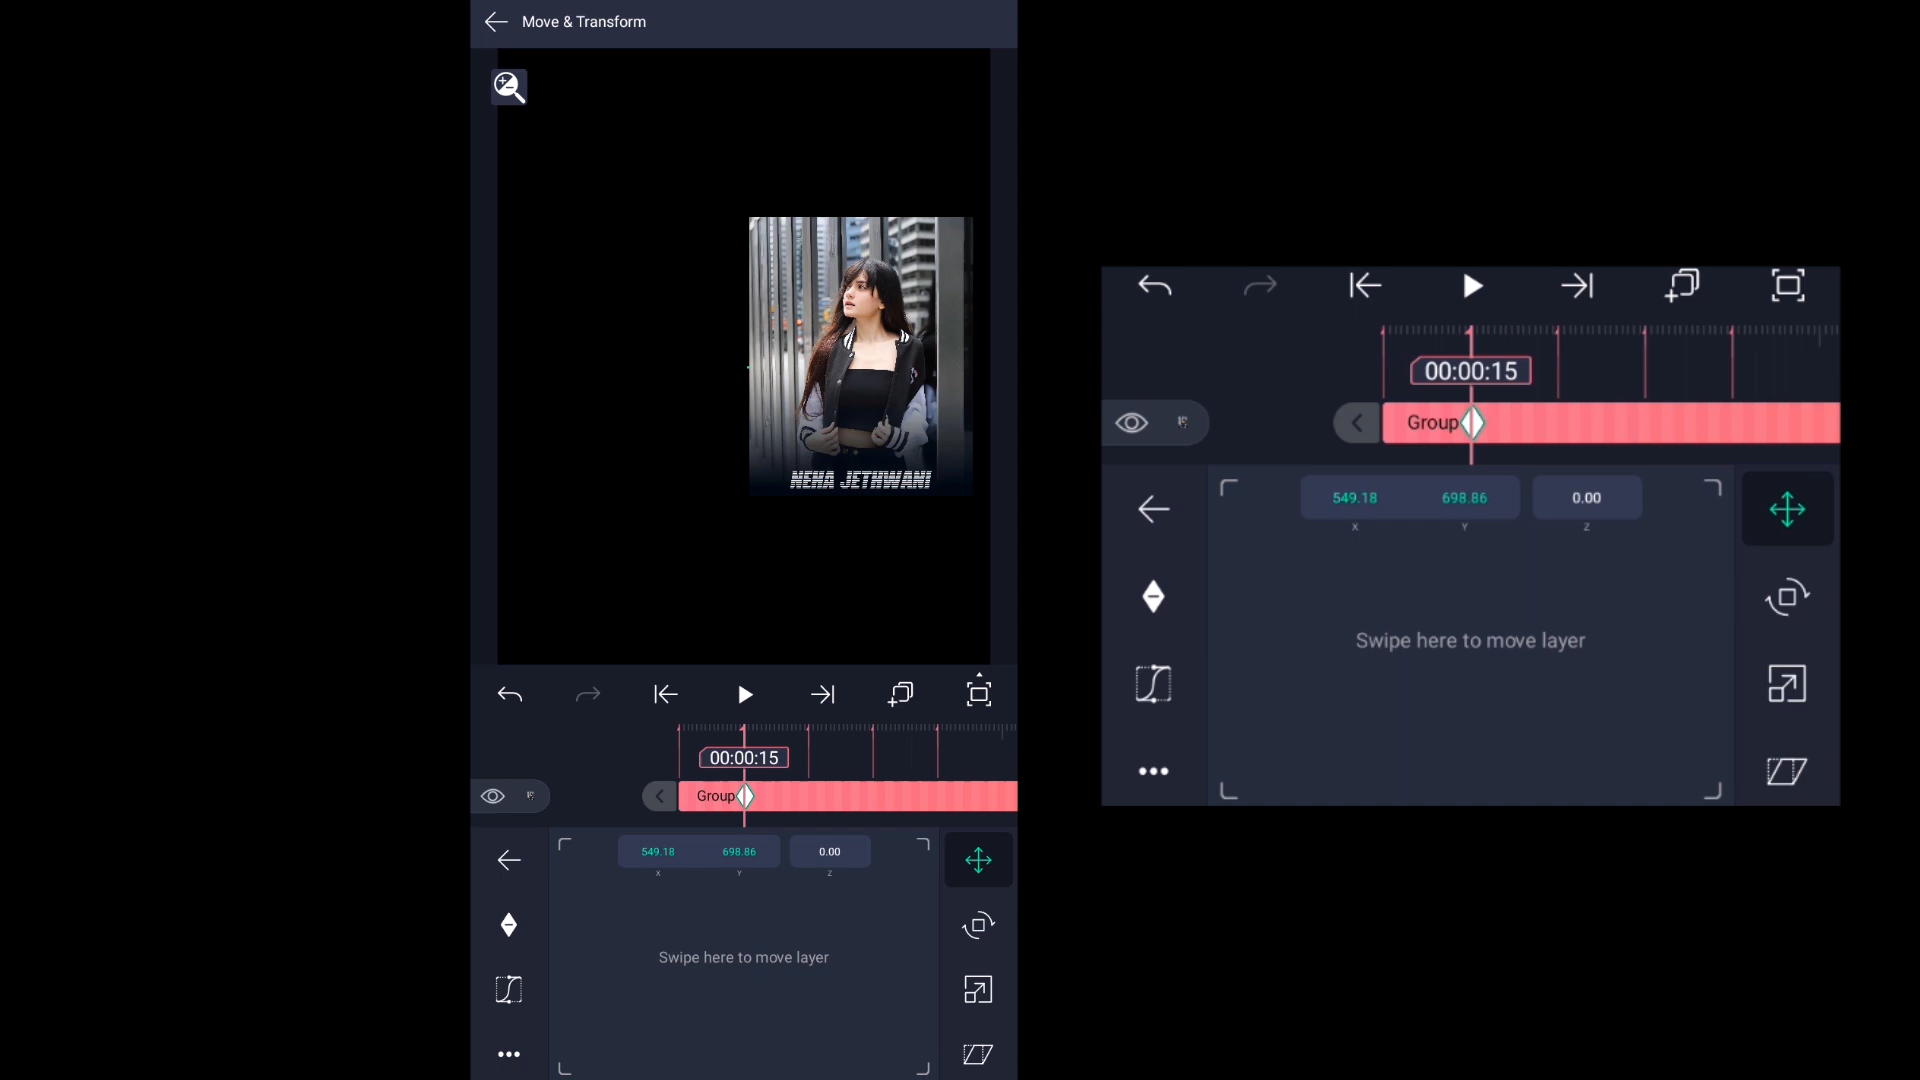 Move & Transform
NEHA JETHWANI
00:00:15
Group
549.18 698.86 0.00
X Y Z
Swipe here to move layer
00:00:15
Group
549.18 698.86 0.00
X Y Z
Swipe here to move layer